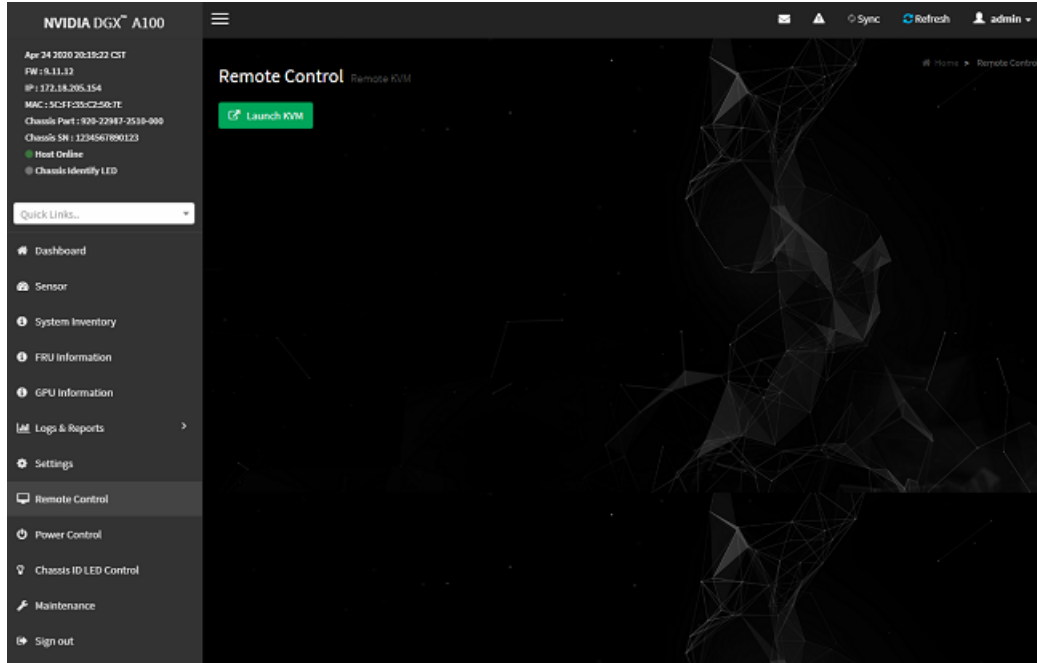 NVIDIA DGX™ A100
Sync
Refresh
admin
Apr 24 2020 20:19:22 CST
FW : 9.11.12
IP : 172.18.205.154
MAC : 5C:FF:35:C2:50:7E
Chassis Part : 920-22987-2510-000
Chassis SN : 1234567890123
Host Online
Chassis Identify LED
Quick Links...
Dashboard
Sensor
System Inventory
FRU Information
GPU Information
Logs & Reports
Settings
Remote Control
Power Control
Chassis ID LED Control
Maintenance
Sign out
Remote Control Remote KVM
Home > Remote Contro
Launch KVM